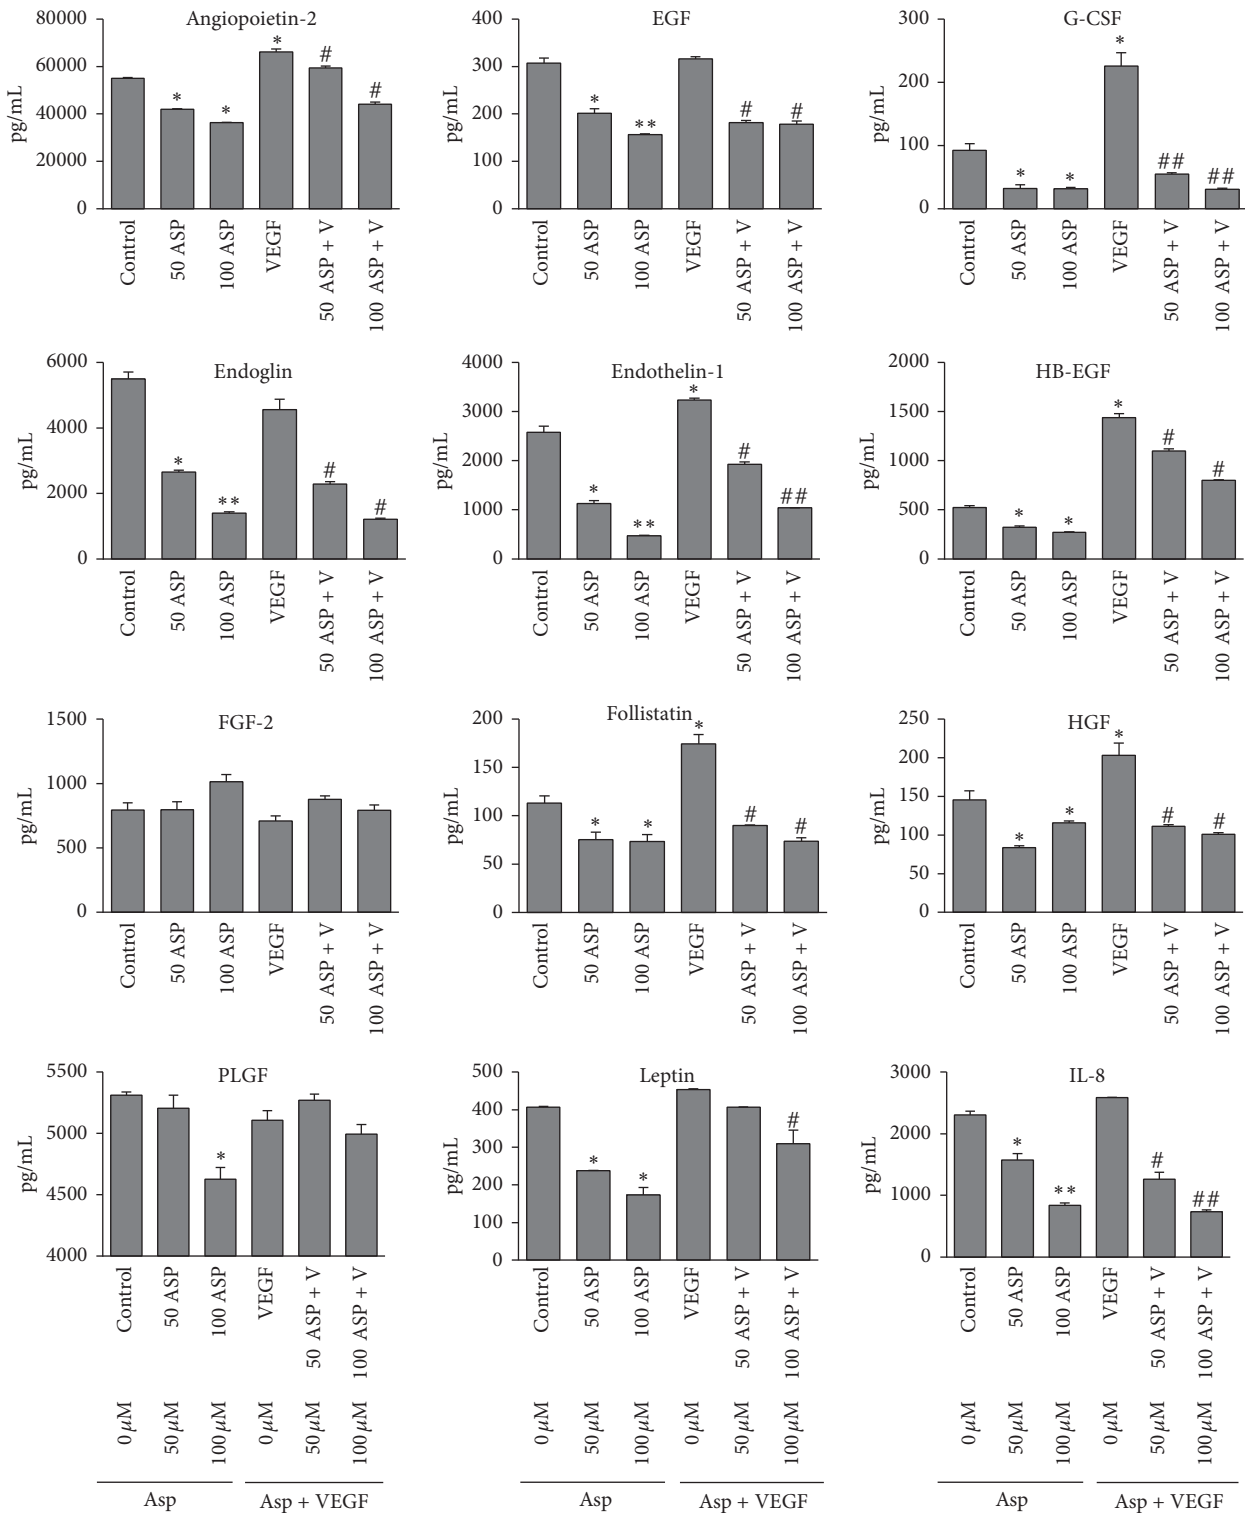 Angiopoietin-2
pg/mL
80000
60000
40000
20000
0
*
*
*
#
#
Control
50 ASP
100 ASP
VEGF
50 ASP + V
100 ASP + V
EGF
pg/mL
400
300
200
100
0
*
**
#
#
Control
50 ASP
100 ASP
VEGF
50 ASP + V
100 ASP + V
G-CSF
pg/mL
300
200
100
0
*
*
*
##
##
Control
50 ASP
100 ASP
VEGF
50 ASP + V
100 ASP + V
Endoglin
pg/mL
6000
4000
2000
0
*
**
#
#
Control
50 ASP
100 ASP
VEGF
50 ASP + V
100 ASP + V
Endothelin-1
pg/mL
4000
3000
2000
1000
0
*
**
*
#
##
Control
50 ASP
100 ASP
VEGF
50 ASP + V
100 ASP + V
HB-EGF
pg/mL
2000
1500
1000
500
0
*
*
*
#
#
Control
50 ASP
100 ASP
VEGF
50 ASP + V
100 ASP + V
FGF-2
pg/mL
1500
1000
500
0
Control
50 ASP
100 ASP
VEGF
50 ASP + V
100 ASP + V
Follistatin
pg/mL
200
150
100
50
0
*
*
*
#
#
Control
50 ASP
100 ASP
VEGF
50 ASP + V
100 ASP + V
HGF
pg/mL
250
200
150
100
50
0
*
*
*
#
#
Control
50 ASP
100 ASP
VEGF
50 ASP + V
100 ASP + V
PLGF
pg/mL
5500
5000
4500
4000
*
Control
50 ASP
100 ASP
VEGF
50 ASP + V
100 ASP + V
0 µM
50 µM
100 µM
0 µM
50 µM
100 µM
Asp
Asp + VEGF
Leptin
pg/mL
500
400
300
200
100
0
*
*
#
Control
50 ASP
100 ASP
VEGF
50 ASP + V
100 ASP + V
0 µM
50 µM
100 µM
0 µM
50 µM
100 µM
Asp
Asp + VEGF
IL-8
pg/mL
3000
2000
1000
0
*
**
#
##
Control
50 ASP
100 ASP
VEGF
50 ASP + V
100 ASP + V
0 µM
50 µM
100 µM
0 µM
50 µM
100 µM
Asp
Asp + VEGF